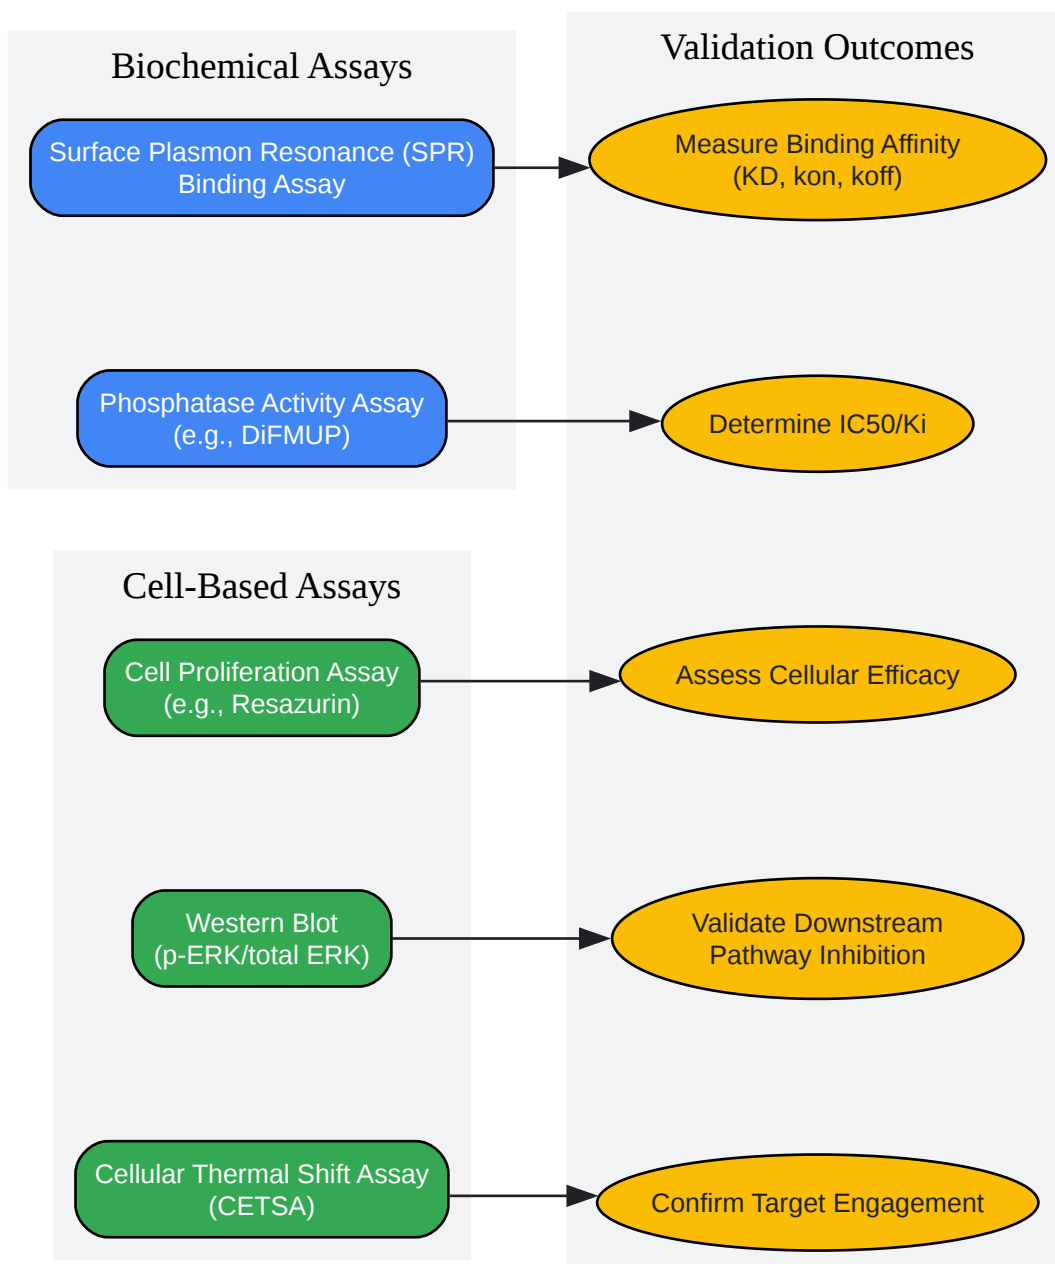 Biochemical Assays
Surface Plasmon Resonance (SPR)
Binding Assay
Phosphatase Activity Assay
(e.g., DiFMUP)
Cell-Based Assays
Cell Proliferation Assay
(e.g., Resazurin)
Western Blot
(p-ERK/total ERK)
Cellular Thermal Shift Assay
(CETSA)
Validation Outcomes
Measure Binding Affinity
(KD, kon, koff)
Determine IC50/Ki
Assess Cellular Efficacy
Validate Downstream
Pathway Inhibition
Confirm Target Engagement